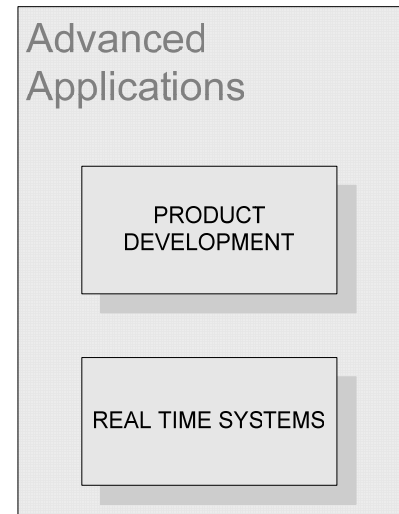 Advanced
Applications
PRODUCT
DEVELOPMENT
REAL TIME SYSTEMS